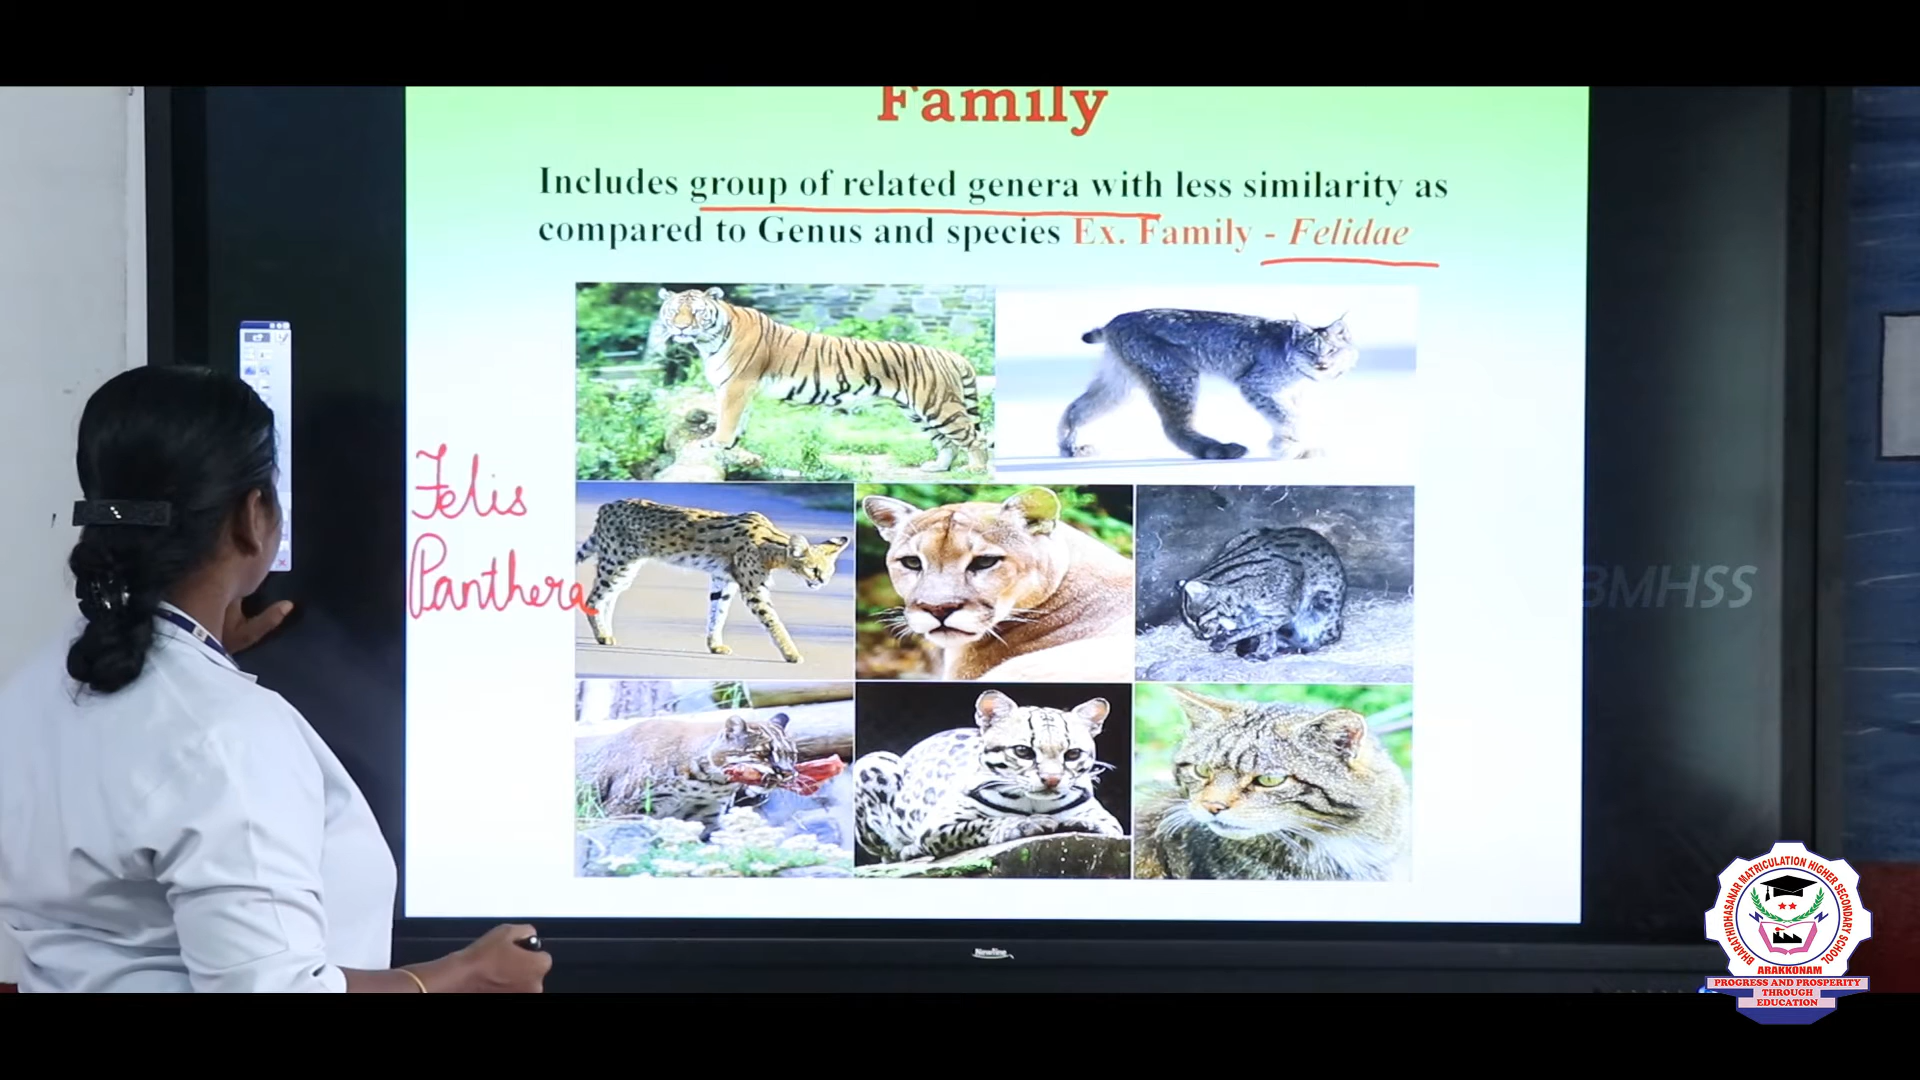 Family
Includes group of related genera with less similarity as
compared to Genus and species Ex. Family - Felidae
Felis
Panthera
BMHSS
Newline
BHARATHIDHASANAR MATRICULATION HIGHER SECONDARY SCHOOL
ARAKKONAM
PROGRESS AND PROSPERITY
THROUGH
EDUCATION